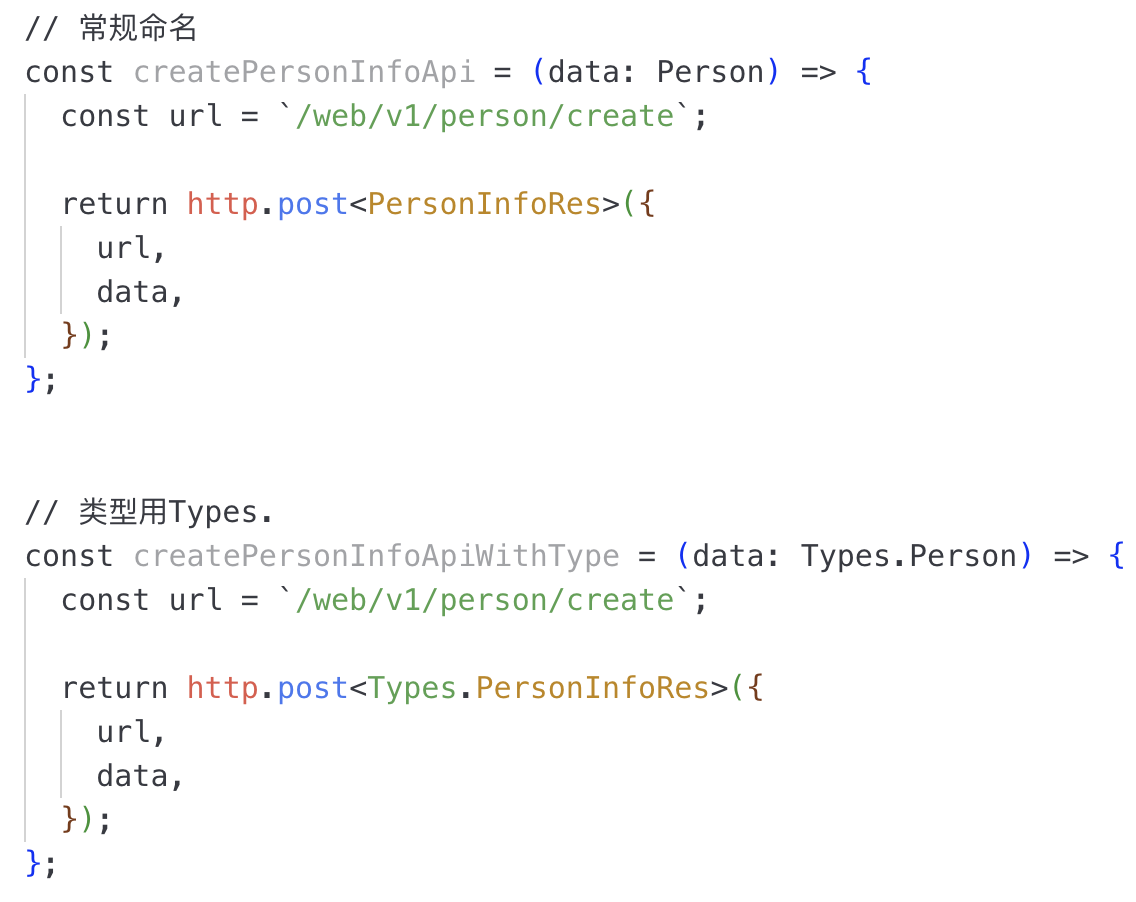 // 常规命名
const createPersonInfoApi = (data: Person) => {
  const url = `/web/v1/person/create`;
  return http.post<PersonInfoRes>({
    url,
    data,
  });
};
// 类型用Types.
const createPersonInfoApiWithType = (data: Types.Person) => {
  const url = `/web/v1/person/create`;
  return http.post<Types.PersonInfoRes>({
    url,
    data,
  });
};